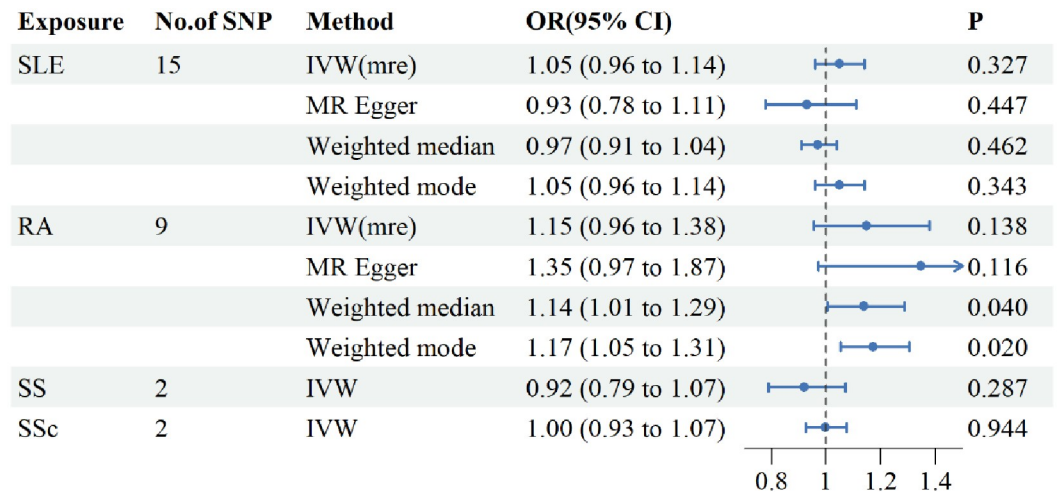 Exposure No.of SNP Method OR(95% CI) P
SLE 15 IVW(mre) 1.05 (0.96 to 1.14) 0.327
MR Egger 0.93 (0.78 to 1.11) 0.447
Weighted median 0.97 (0.91 to 1.04) 0.462
Weighted mode 1.05 (0.96 to 1.14) 0.343
RA 9 IVW(mre) 1.15 (0.96 to 1.38) 0.138
MR Egger 1.35 (0.97 to 1.87) 0.116
Weighted median 1.14 (1.01 to 1.29) 0.040
Weighted mode 1.17 (1.05 to 1.31) 0.020
SS 2 IVW 0.92 (0.79 to 1.07) 0.287
SSc 2 IVW 1.00 (0.93 to 1.07) 0.944
0.8 1 1.2 1.4